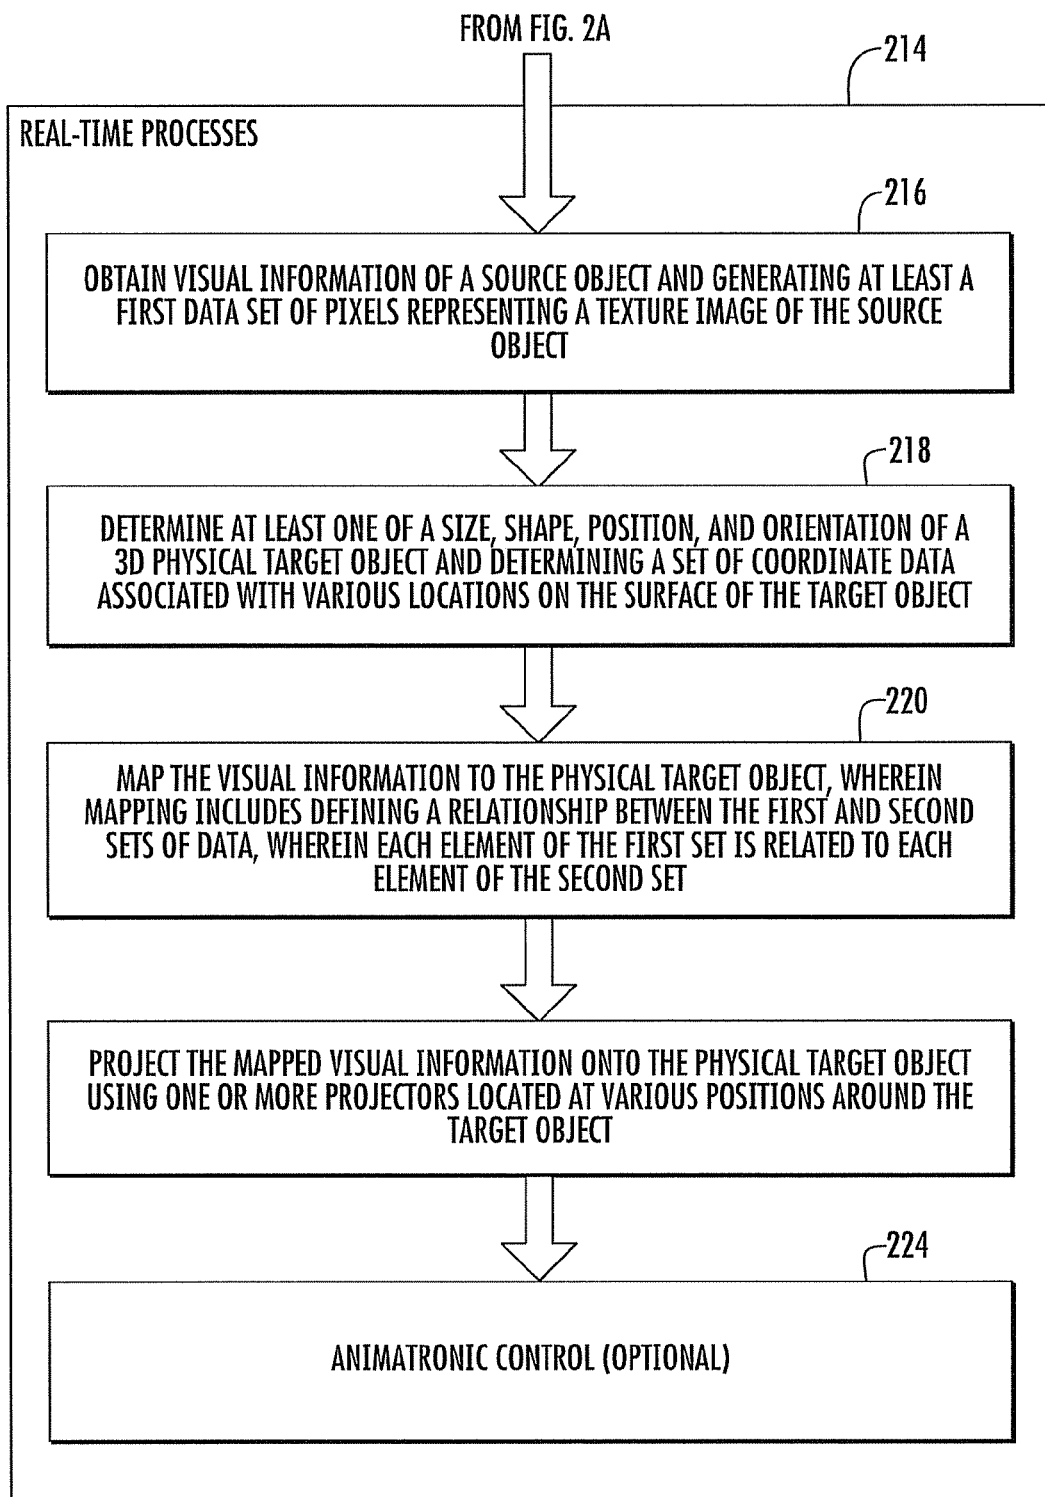 FROM FIG. 2A
214
REAL-TIME PROCESSES
216
OBTAIN VISUAL INFORMATION OF A SOURCE OBJECT AND GENERATING AT LEAST A
FIRST DATA SET OF PIXELS REPRESENTING A TEXTURE IMAGE OF THE SOURCE
OBJECT
218
DETERMINE AT LEAST ONE OF A SIZE, SHAPE, POSITION, AND ORIENTATION OF A
3D PHYSICAL TARGET OBJECT AND DETERMINING A SET OF COORDINATE DATA
ASSOCIATED WITH VARIOUS LOCATIONS ON THE SURFACE OF THE TARGET OBJECT
220
MAP THE VISUAL INFORMATION TO THE PHYSICAL TARGET OBJECT, WHEREIN
MAPPING INCLUDES DEFINING A RELATIONSHIP BETWEEN THE FIRST AND SECOND
SETS OF DATA, WHEREIN EACH ELEMENT OF THE FIRST SET IS RELATED TO EACH
ELEMENT OF THE SECOND SET
PROJECT THE MAPPED VISUAL INFORMATION ONTO THE PHYSICAL TARGET OBJECT
USING ONE OR MORE PROJECTORS LOCATED AT VARIOUS POSITIONS AROUND THE
TARGET OBJECT
224
ANIMATRONIC CONTROL (OPTIONAL)